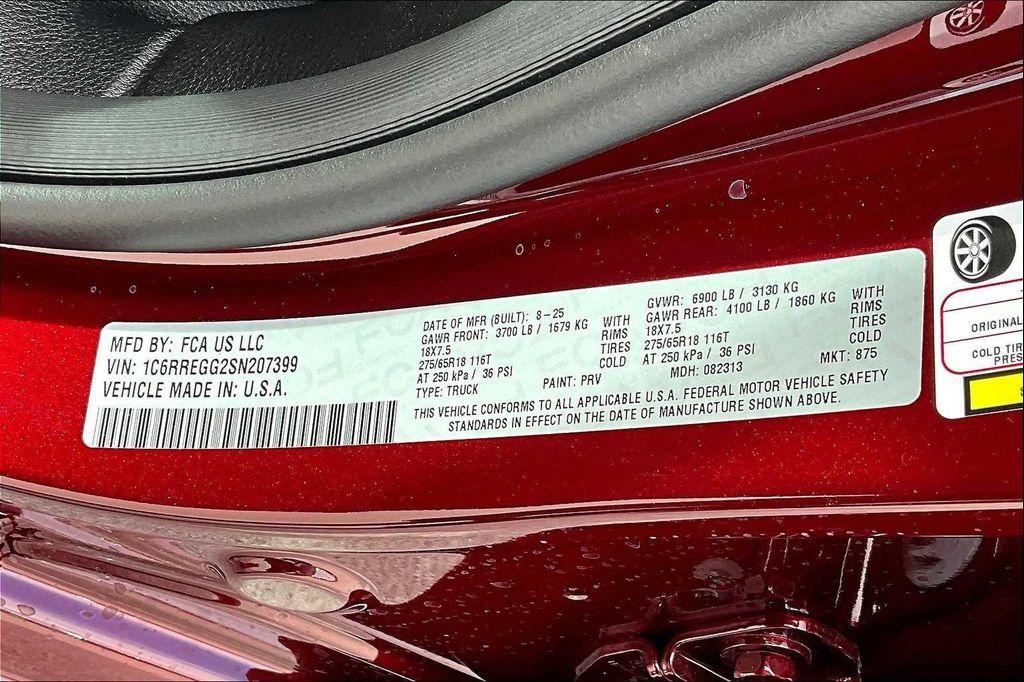 MFD BY: FCA US LLC
VIN: 1C6RREGG2SN207399
VEHICLE MADE IN: U.S.A.
DATE OF MFR (BUILT): 8-25
GAWR FRONT: 3700 LB / 1679 KG WITH
18X7.5 RIMS
275/65R18 116T TIRES
AT 250 kPa / 36 PSI COLD
TYPE: TRUCK
PAINT: PRV
GVWR: 6900 LB / 3130 KG
GAWR REAR: 4100 LB / 1860 KG WITH
18X7.5 RIMS
275/65R18 116T TIRES
AT 250 kPa / 36 PSI COLD
MDH: 082313
MKT: 875
THIS VEHICLE CONFORMS TO ALL APPLICABLE U.S.A. FEDERAL MOTOR VEHICLE SAFETY
STANDARDS IN EFFECT ON THE DATE OF MANUFACTURE SHOWN ABOVE.
ORIGINAL
COLD TIR
PRES